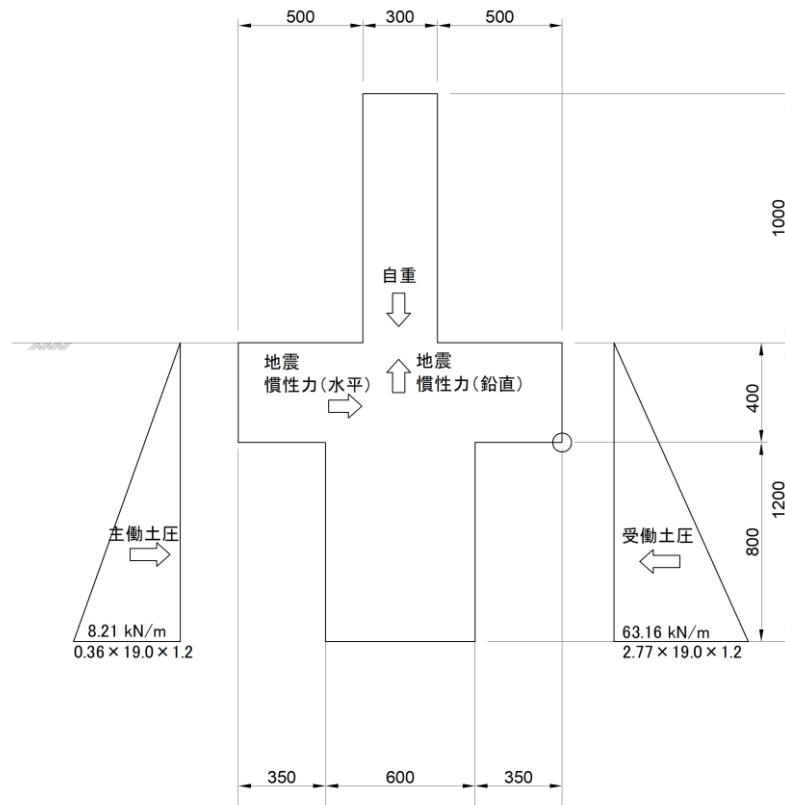 500
300
500
1000
自重
地震
慣性力(水平)
地震
慣性力(鉛直)
400
1200
800
主働土圧
受働土圧
8.21 kN/m
0.36×19.0×1.2
63.16 kN/m
2.77×19.0×1.2
350
600
350